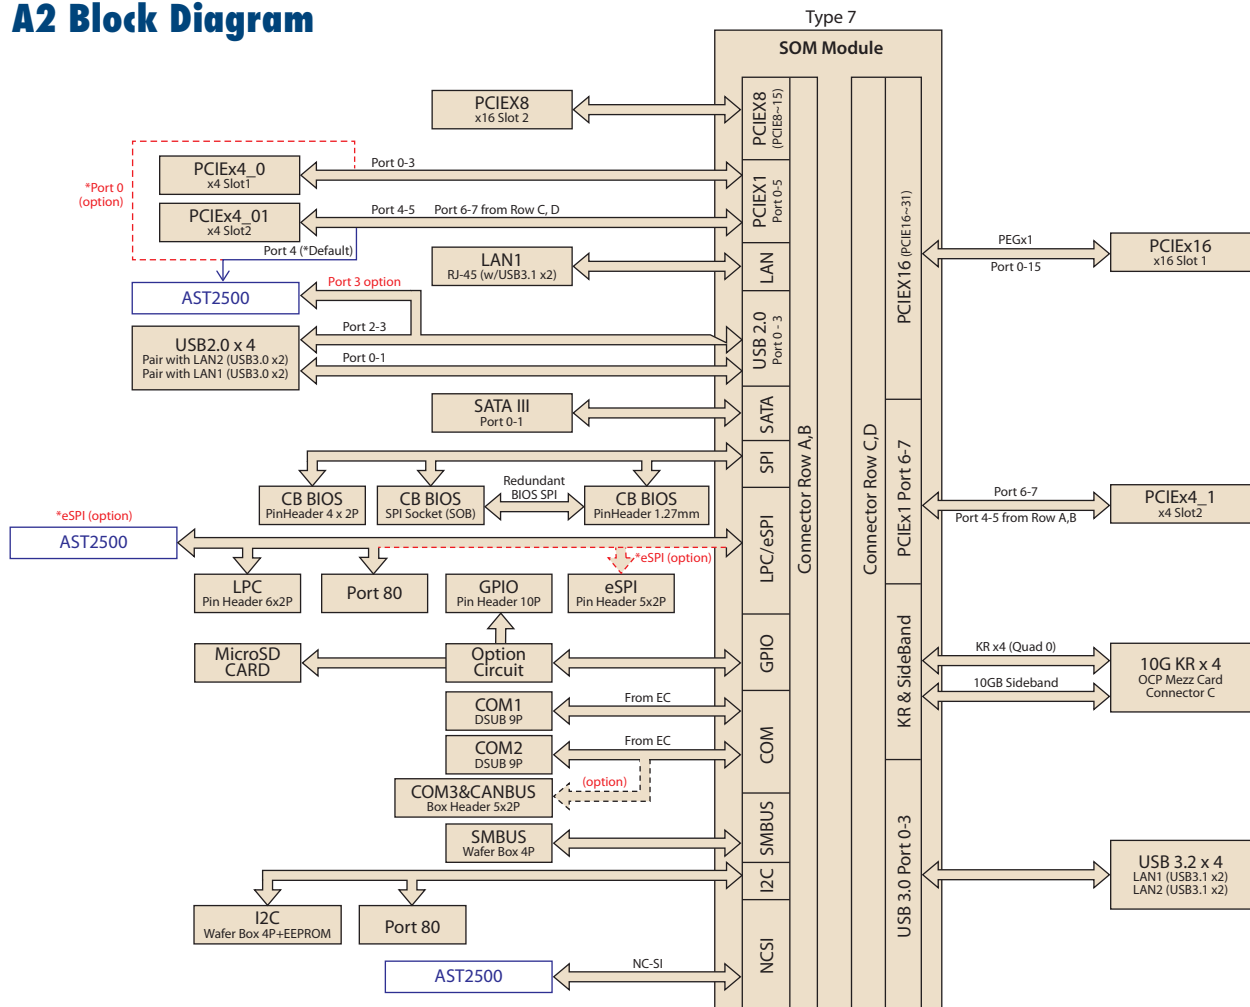 A2 Block Diagram
Type 7
SOM Module
PCIEX8
x16 Slot 2
PCIEX8
(PCIE8~15)
*Port 0
(option)
PCIEx4_0
x4 Slot1
Port 0-3
PCIEX1
Port 0-5
PCIEx4_01
x4 Slot2
Port 4-5
Port 6-7 from Row C, D
Port 4 (*Default)
LAN1
RJ-45 (w/USB3.1 x2)
LAN
AST2500
Port 3 option
USB2.0 x 4
Pair with LAN2 (USB3.0 x2)
Pair with LAN1 (USB3.0 x2)
Port 2-3
Port 0-1
USB 2.0
Port 0 - 3
SATA III
Port 0-1
SATA
SPI
CB BIOS
PinHeader 4 x 2P
CB BIOS
SPI Socket (SOB)
Redundant
BIOS SPI
CB BIOS
PinHeader 1.27mm
*eSPI (option)
AST2500
*eSPI (option)
LPC/eSPI
LPC
Pin Header 6x2P
Port 80
GPIO
Pin Header 10P
eSPI
Pin Header 5x2P
MicroSD
CARD
Option
Circuit
GPIO
COM1
DSUB 9P
From EC
COM2
DSUB 9P
From EC
COM
(option)
COM3&CANBUS
Box Header 5x2P
SMBUS
Wafer Box 4P
SMBUS
I2C
I2C
Wafer Box 4P+EEPROM
Port 80
AST2500
NC-SI
NCSI
Connector Row A,B
Connector Row C,D
PCIEX16 (PCIE16~31)
PEGx1
Port 0-15
PCIEx16
x16 Slot 1
PCIEx1 Port 6-7
Port 6-7
Port 4-5 from Row A,B
PCIEx4_1
x4 Slot2
KR & SideBand
KR x4 (Quad 0)
10GB Sideband
10G KR x 4
OCP Mezz Card
Connector C
USB 3.0 Port 0-3
USB 3.2 x 4
LAN1 (USB3.1 x2)
LAN2 (USB3.1 x2)